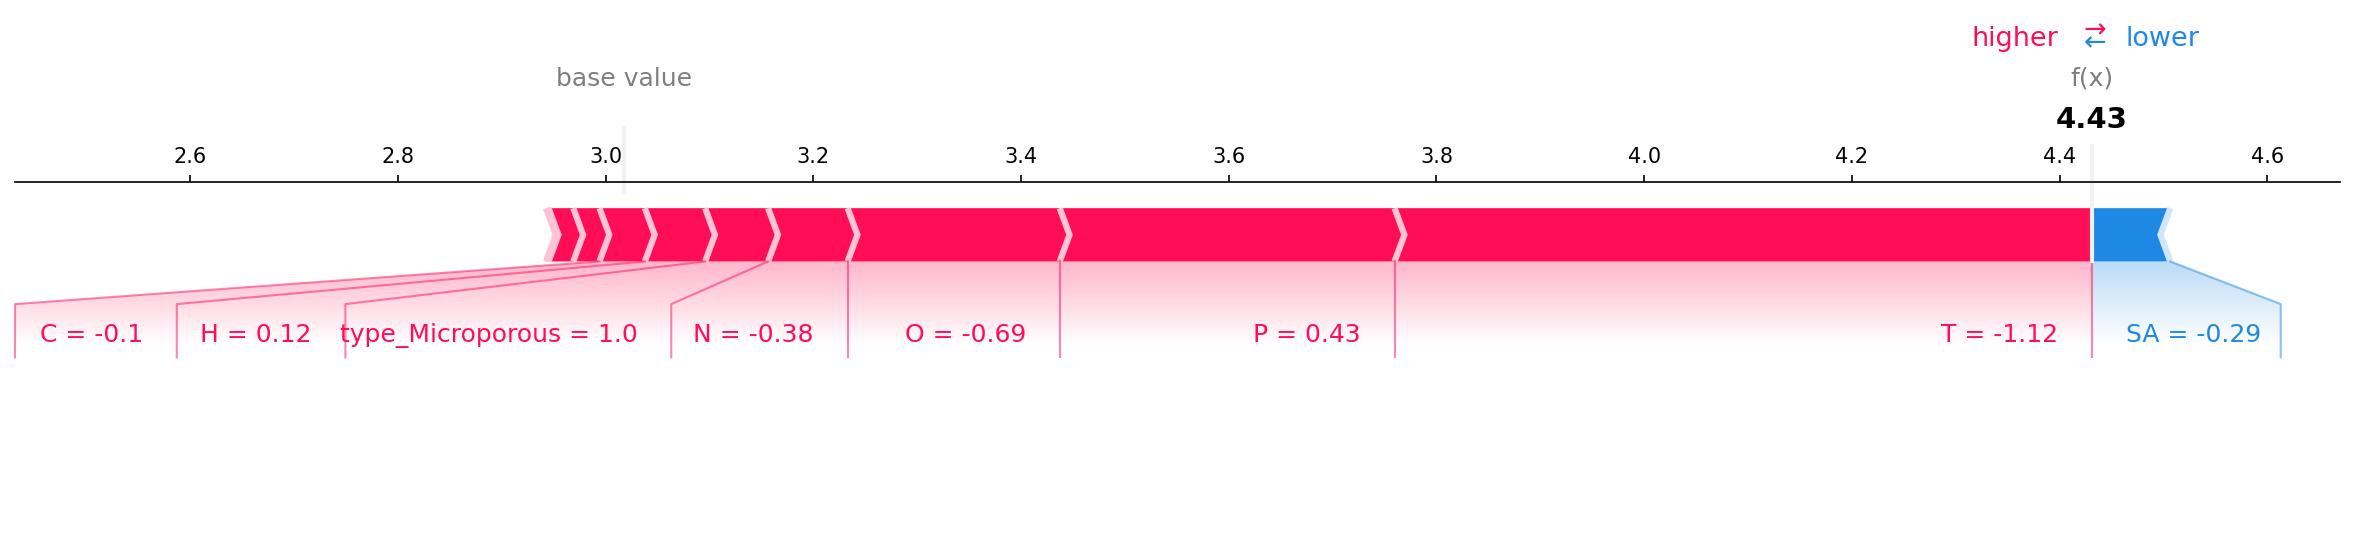 higher ⇄ lower
base value f(x)
4.43
2.6 2.8 3.0 3.2 3.4 3.6 3.8 4.0 4.2 4.4 4.6
C = -0.1 H = 0.12 type_Microporous = 1.0 N = -0.38 O = -0.69 P = 0.43 T = -1.12 SA = -0.29